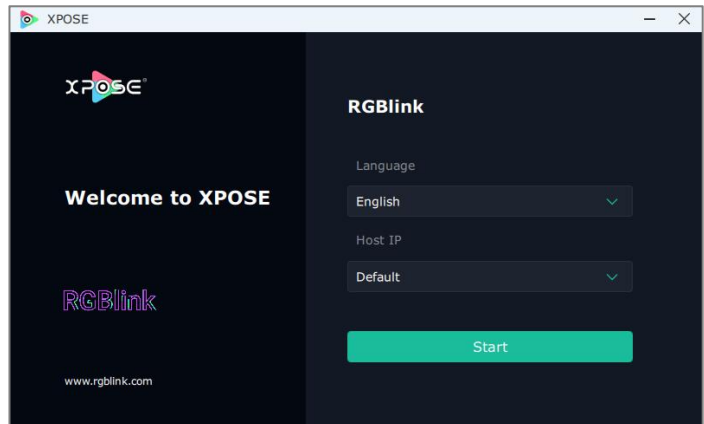 XPOSE
XPOSE
Welcome to XPOSE
RGBlink
www.rgblink.com
RGBlink
Language
English
Host IP
Default
Start